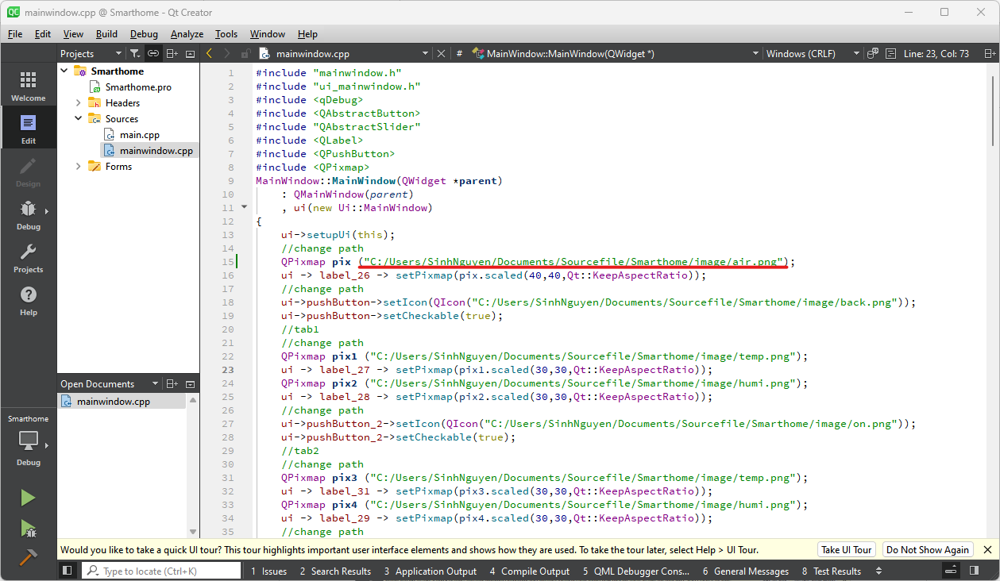 QC mainwindow.cpp @ Smarthome - Qt Creator
File Edit View Build Debug Analyze Tools Window Help
Projects mainwindow.cpp # MainWindow::MainWindow(QWidget *) Windows (CRLF) Line: 23, Col: 73
Welcome
Edit
Design
Debug
Projects
Help
Smarthome
Debug
Smarthome
Smarthome.pro
Headers
Sources
main.cpp
mainwindow.cpp
Forms
Open Documents
mainwindow.cpp
1 #include "mainwindow.h"
2 #include "ui_mainwindow.h"
3 #include <qDebug>
4 #include <QAbstractButton>
5 #include "QAbstractSlider"
6 #include <QLabel>
7 #include <QPushButton>
8 #include <QPixmap>
9 MainWindow::MainWindow(QWidget *parent)
10 : QMainWindow(parent)
11 , ui(new Ui::MainWindow)
12 {
13 ui->setupUi(this);
14 //change path
15 QPixmap pix ("C:/Users/SinhNguyen/Documents/Sourcefile/Smarthome/image/air.png");
16 ui -> label_26 -> setPixmap(pix.scaled(40,40,Qt::KeepAspectRatio));
17 //change path
18 ui->pushButton->setIcon(QIcon("C:/Users/SinhNguyen/Documents/Sourcefile/Smarthome/image/back.png"));
19 ui->pushButton->setCheckable(true);
20 //tab1
21 //change path
22 QPixmap pix1 ("C:/Users/SinhNguyen/Documents/Sourcefile/Smarthome/image/temp.png");
23 ui -> label_27 -> setPixmap(pix1.scaled(30,30,Qt::KeepAspectRatio));
24 QPixmap pix2 ("C:/Users/SinhNguyen/Documents/Sourcefile/Smarthome/image/humi.png");
25 ui -> label_28 -> setPixmap(pix2.scaled(30,30,Qt::KeepAspectRatio));
26 //change path
27 ui->pushButton_2->setIcon(QIcon("C:/Users/SinhNguyen/Documents/Sourcefile/Smarthome/image/on.png"));
28 ui->pushButton_2->setCheckable(true);
29 //tab2
30 //change path
31 QPixmap pix3 ("C:/Users/SinhNguyen/Documents/Sourcefile/Smarthome/image/temp.png");
32 ui -> label_31 -> setPixmap(pix3.scaled(30,30,Qt::KeepAspectRatio));
33 QPixmap pix4 ("C:/Users/SinhNguyen/Documents/Sourcefile/Smarthome/image/humi.png");
34 ui -> label_29 -> setPixmap(pix4.scaled(30,30,Qt::KeepAspectRatio));
35 //change path
Would you like to take a quick UI tour? This tour highlights important user interface elements and shows how they are used. To take the tour later, select Help > UI Tour. Take UI Tour Do Not Show Again
Type to locate (Ctrl+K) 1 Issues 2 Search Results 3 Application Output 4 Compile Output 5 QML Debugger Cons... 6 General Messages 8 Test Results